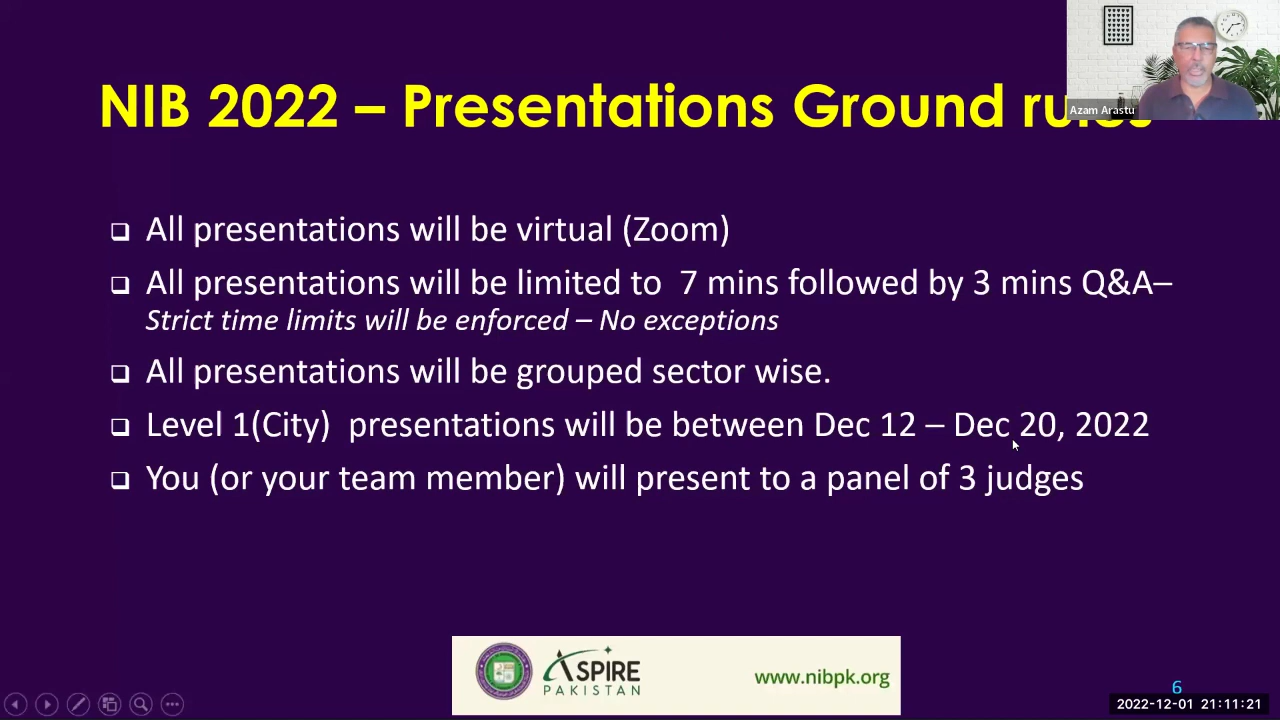 Azam Arastu
NIB 2022 – Presentations Ground rules
All presentations will be virtual (Zoom)
All presentations will be limited to 7 mins followed by 3 mins Q&A–
Strict time limits will be enforced – No exceptions
All presentations will be grouped sector wise.
Level 1(City) presentations will be between Dec 12 – Dec 20, 2022
You (or your team member) will present to a panel of 3 judges
ASPIRE
PAKISTAN
www.nibpk.org
6
2022-12-01 21:11:21